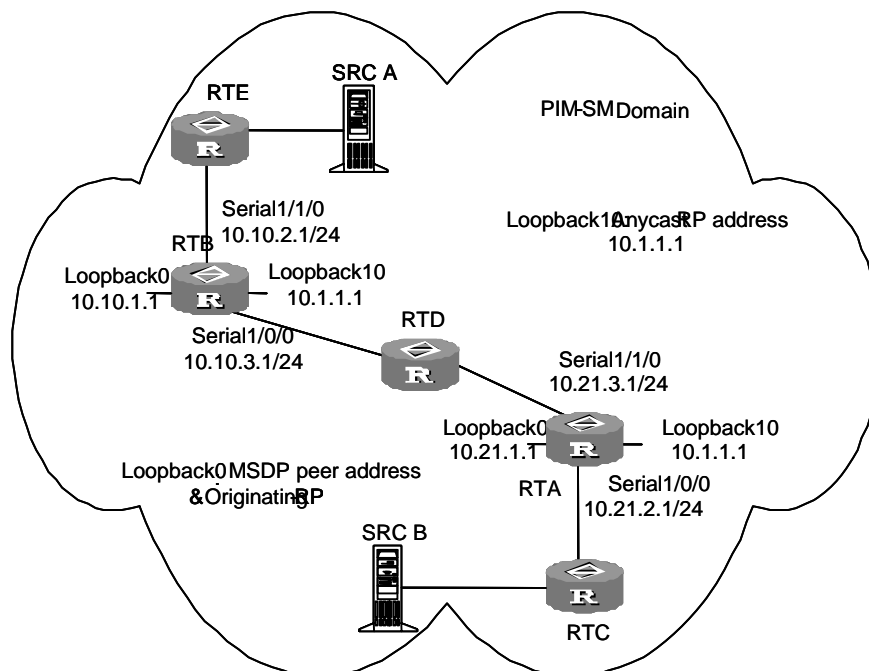 SRC A
RTE
PIM-SM Domain
Serial1/1/0
10.10.2.1/24
Loopback10: Anycast RP address
10.1.1.1
RTB
Loopback0
10.10.1.1
Loopback10
10.1.1.1
R
R
Serial1/0/0
10.10.3.1/24
RTD
R
Serial1/1/0
10.21.3.1/24
Loopback0
10.21.1.1
Loopback10
10.1.1.1
R
RTA
Serial1/0/0
10.21.2.1/24
Loopback0: MSDP peer address
&Originating-RP
SRC B
R
RTC